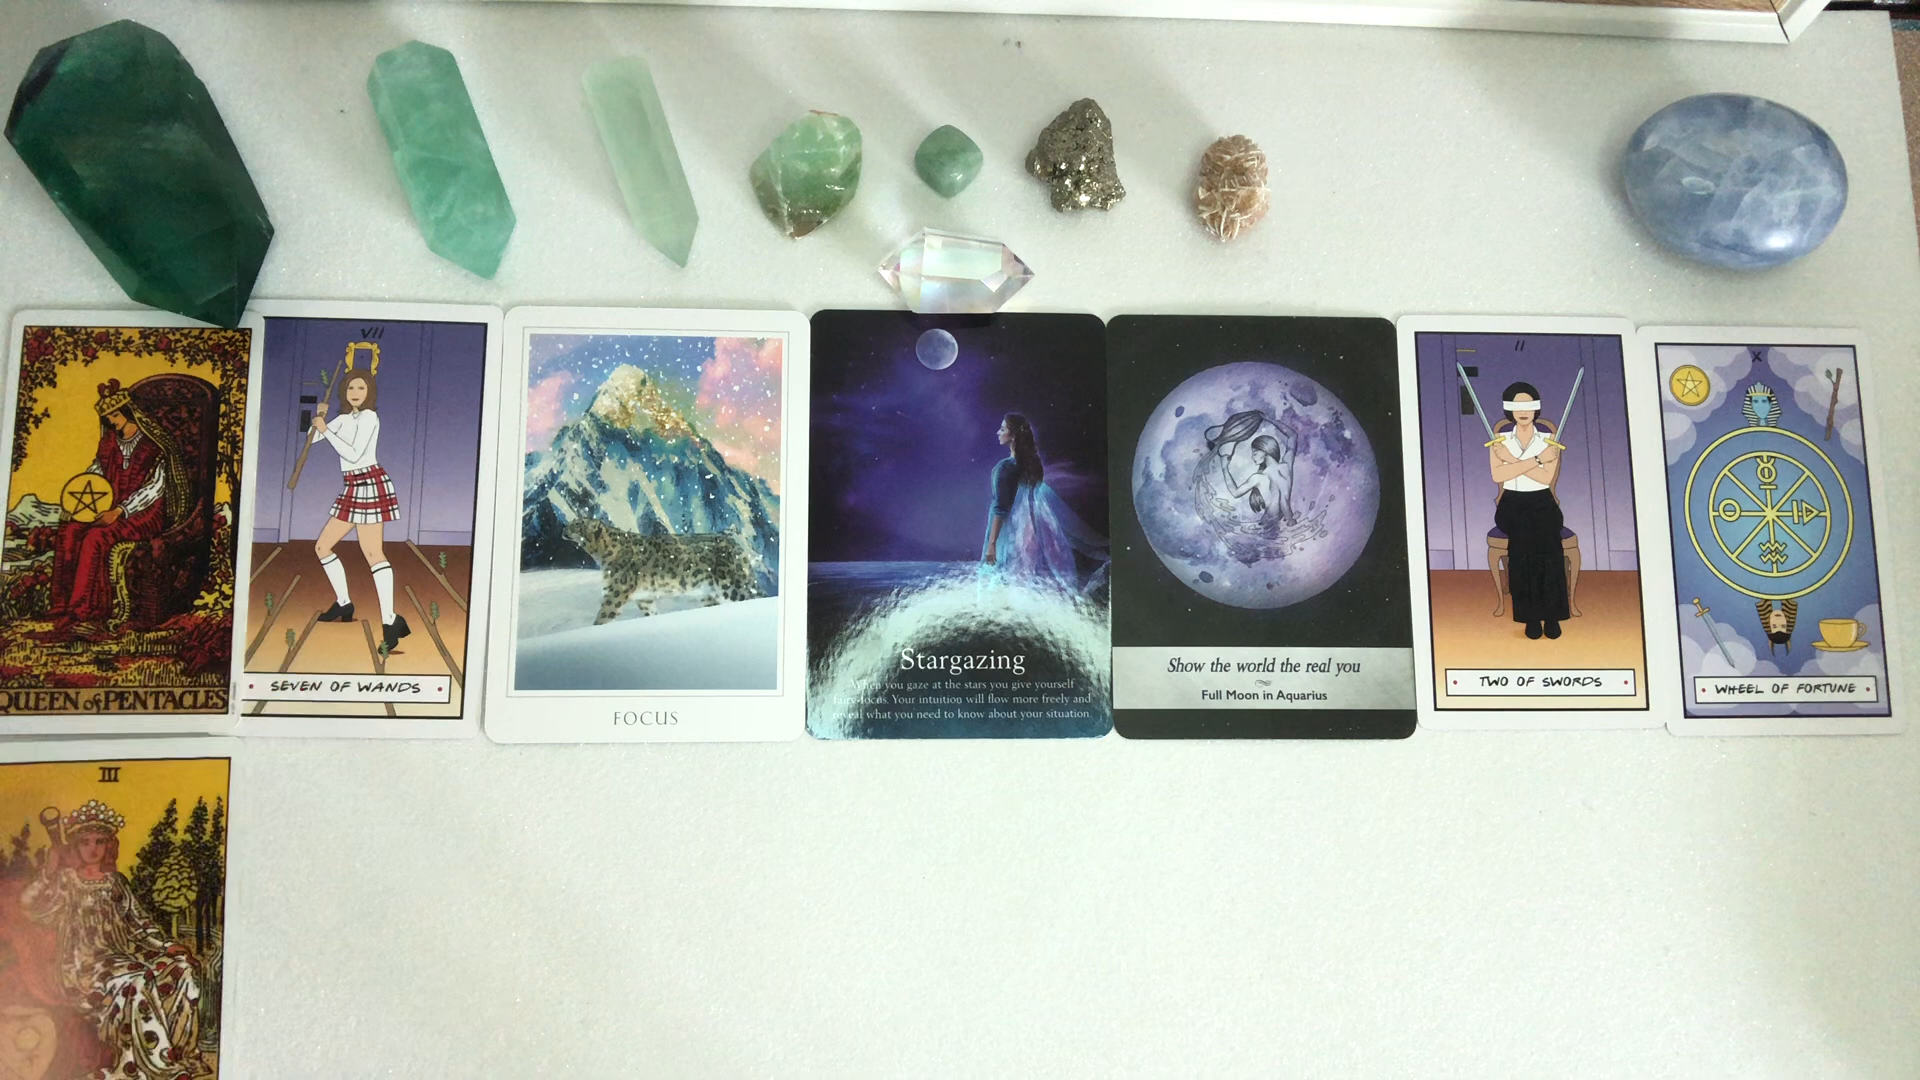 QUEEN of PENTACLES
VII
SEVEN OF WANDS
FOCUS
Stargazing
When you gaze at the stars you give yourself
fairy-focus. Your intuition will flow more freely and
reveal what you need to know about your situation
Show the world the real you
Full Moon in Aquarius
II
TWO OF SWORDS
X
WHEEL OF FORTUNE
III